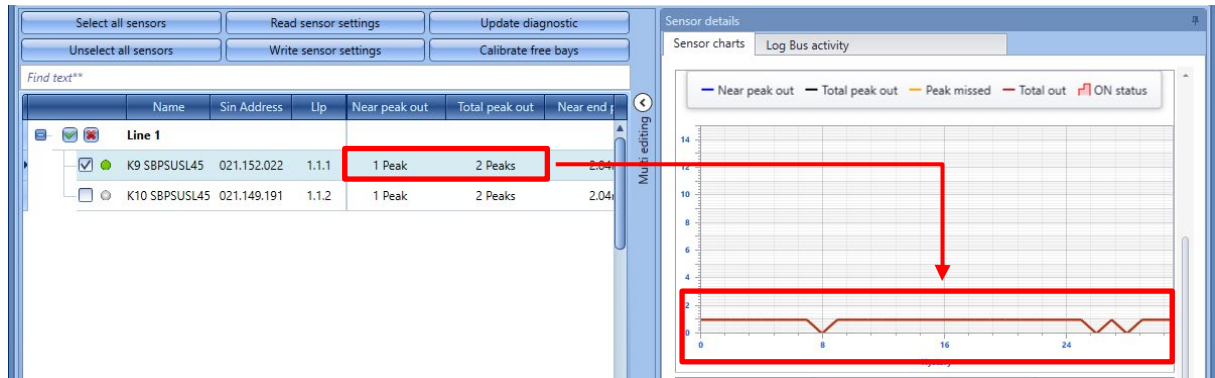 Select all sensors
Read sensor settings
Update diagnostic
Unselect all sensors
Write sensor settings
Calibrate free bays
Find text**
Name
Sin Address
Llp
Near peak out
Total peak out
Near end
Line 1
K9 SBPSUSL45
021.152.022
1.1.1
1 Peak
2 Peaks
2.04
K10 SBPSUSL45
021.149.191
1.1.2
1 Peak
2 Peaks
2.04
Multi editing
Sensor details
Sensor charts
Log Bus activity
Near peak out
Total peak out
Peak missed
Total out
ON status
14
12
10
8
6
4
2
0
0
8
16
24